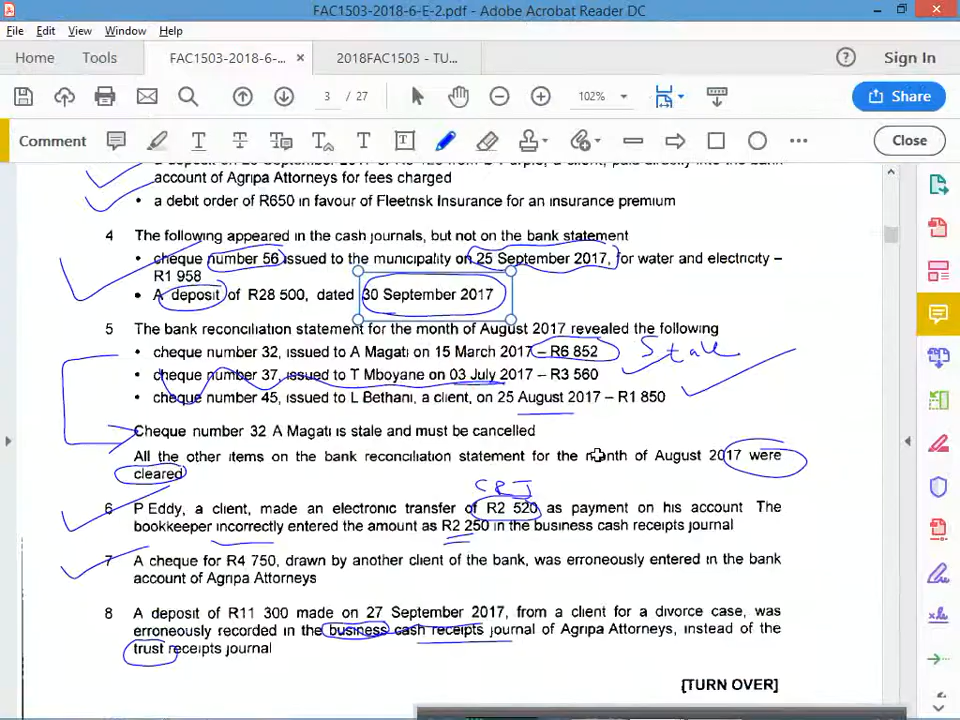 FAC1503-2018-6-E-2.pdf - Adobe Acrobat Reader DC
File Edit View Window Help
Home Tools FAC1503-2018-6-... × 2018FAC1503 - TU... Sign In
3 / 27 102% Share
Comment Close
account of Agripa Attorneys for fees charged
• a debit order of R650 in favour of Fleetrisk Insurance for an insurance premium
4 The following appeared in the cash journals, but not on the bank statement
• cheque number 56 issued to the municipality on 25 September 2017, for water and electricity –
R1 958
• A deposit of R28 500, dated 30 September 2017
5 The bank reconciliation statement for the month of August 2017 revealed the following
• cheque number 32, issued to A Magati on 15 March 2017 – R6 852 Stale
• cheque number 37, issued to T Mboyane on 03 July 2017 – R3 560
• cheque number 45, issued to L Bethani, a client, on 25 August 2017 – R1 850
Cheque number 32 A Magati is stale and must be cancelled
All the other items on the bank reconciliation statement for the month of August 2017 were
cleared
CRJ
6 P Eddy, a client, made an electronic transfer of R2 520 as payment on his account The
bookkeeper incorrectly entered the amount as R2 250 in the business cash receipts journal
7 A cheque for R4 750, drawn by another client of the bank, was erroneously entered in the bank
account of Agripa Attorneys
8 A deposit of R11 300 made on 27 September 2017, from a client for a divorce case, was
erroneously recorded in the business cash receipts journal of Agripa Attorneys, instead of the
trust receipts journal
[TURN OVER]